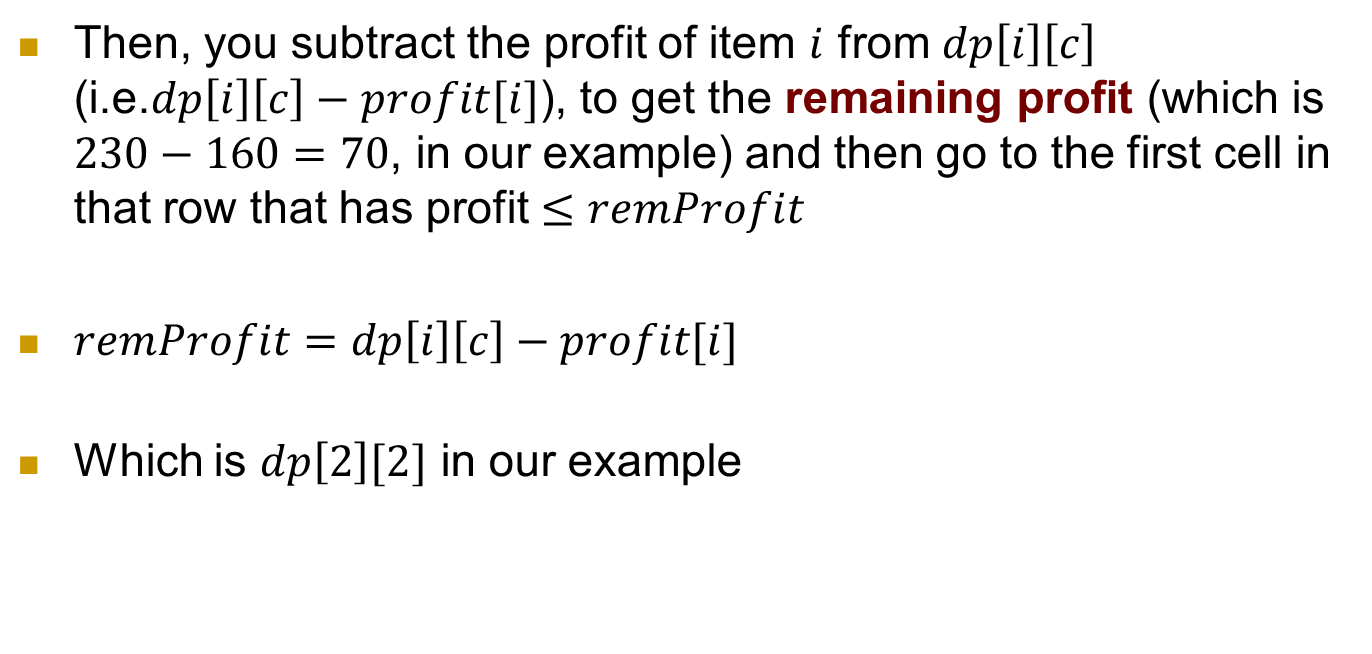 Then, you subtract the profit of item i from dp[i][c]
(i.e.dp[i][c] − profit[i]), to get the remaining profit (which is
230 − 160 = 70, in our example) and then go to the first cell in
that row that has profit ≤ remProfit
remProfit = dp[i][c] − profit[i]
Which is dp[2][2] in our example